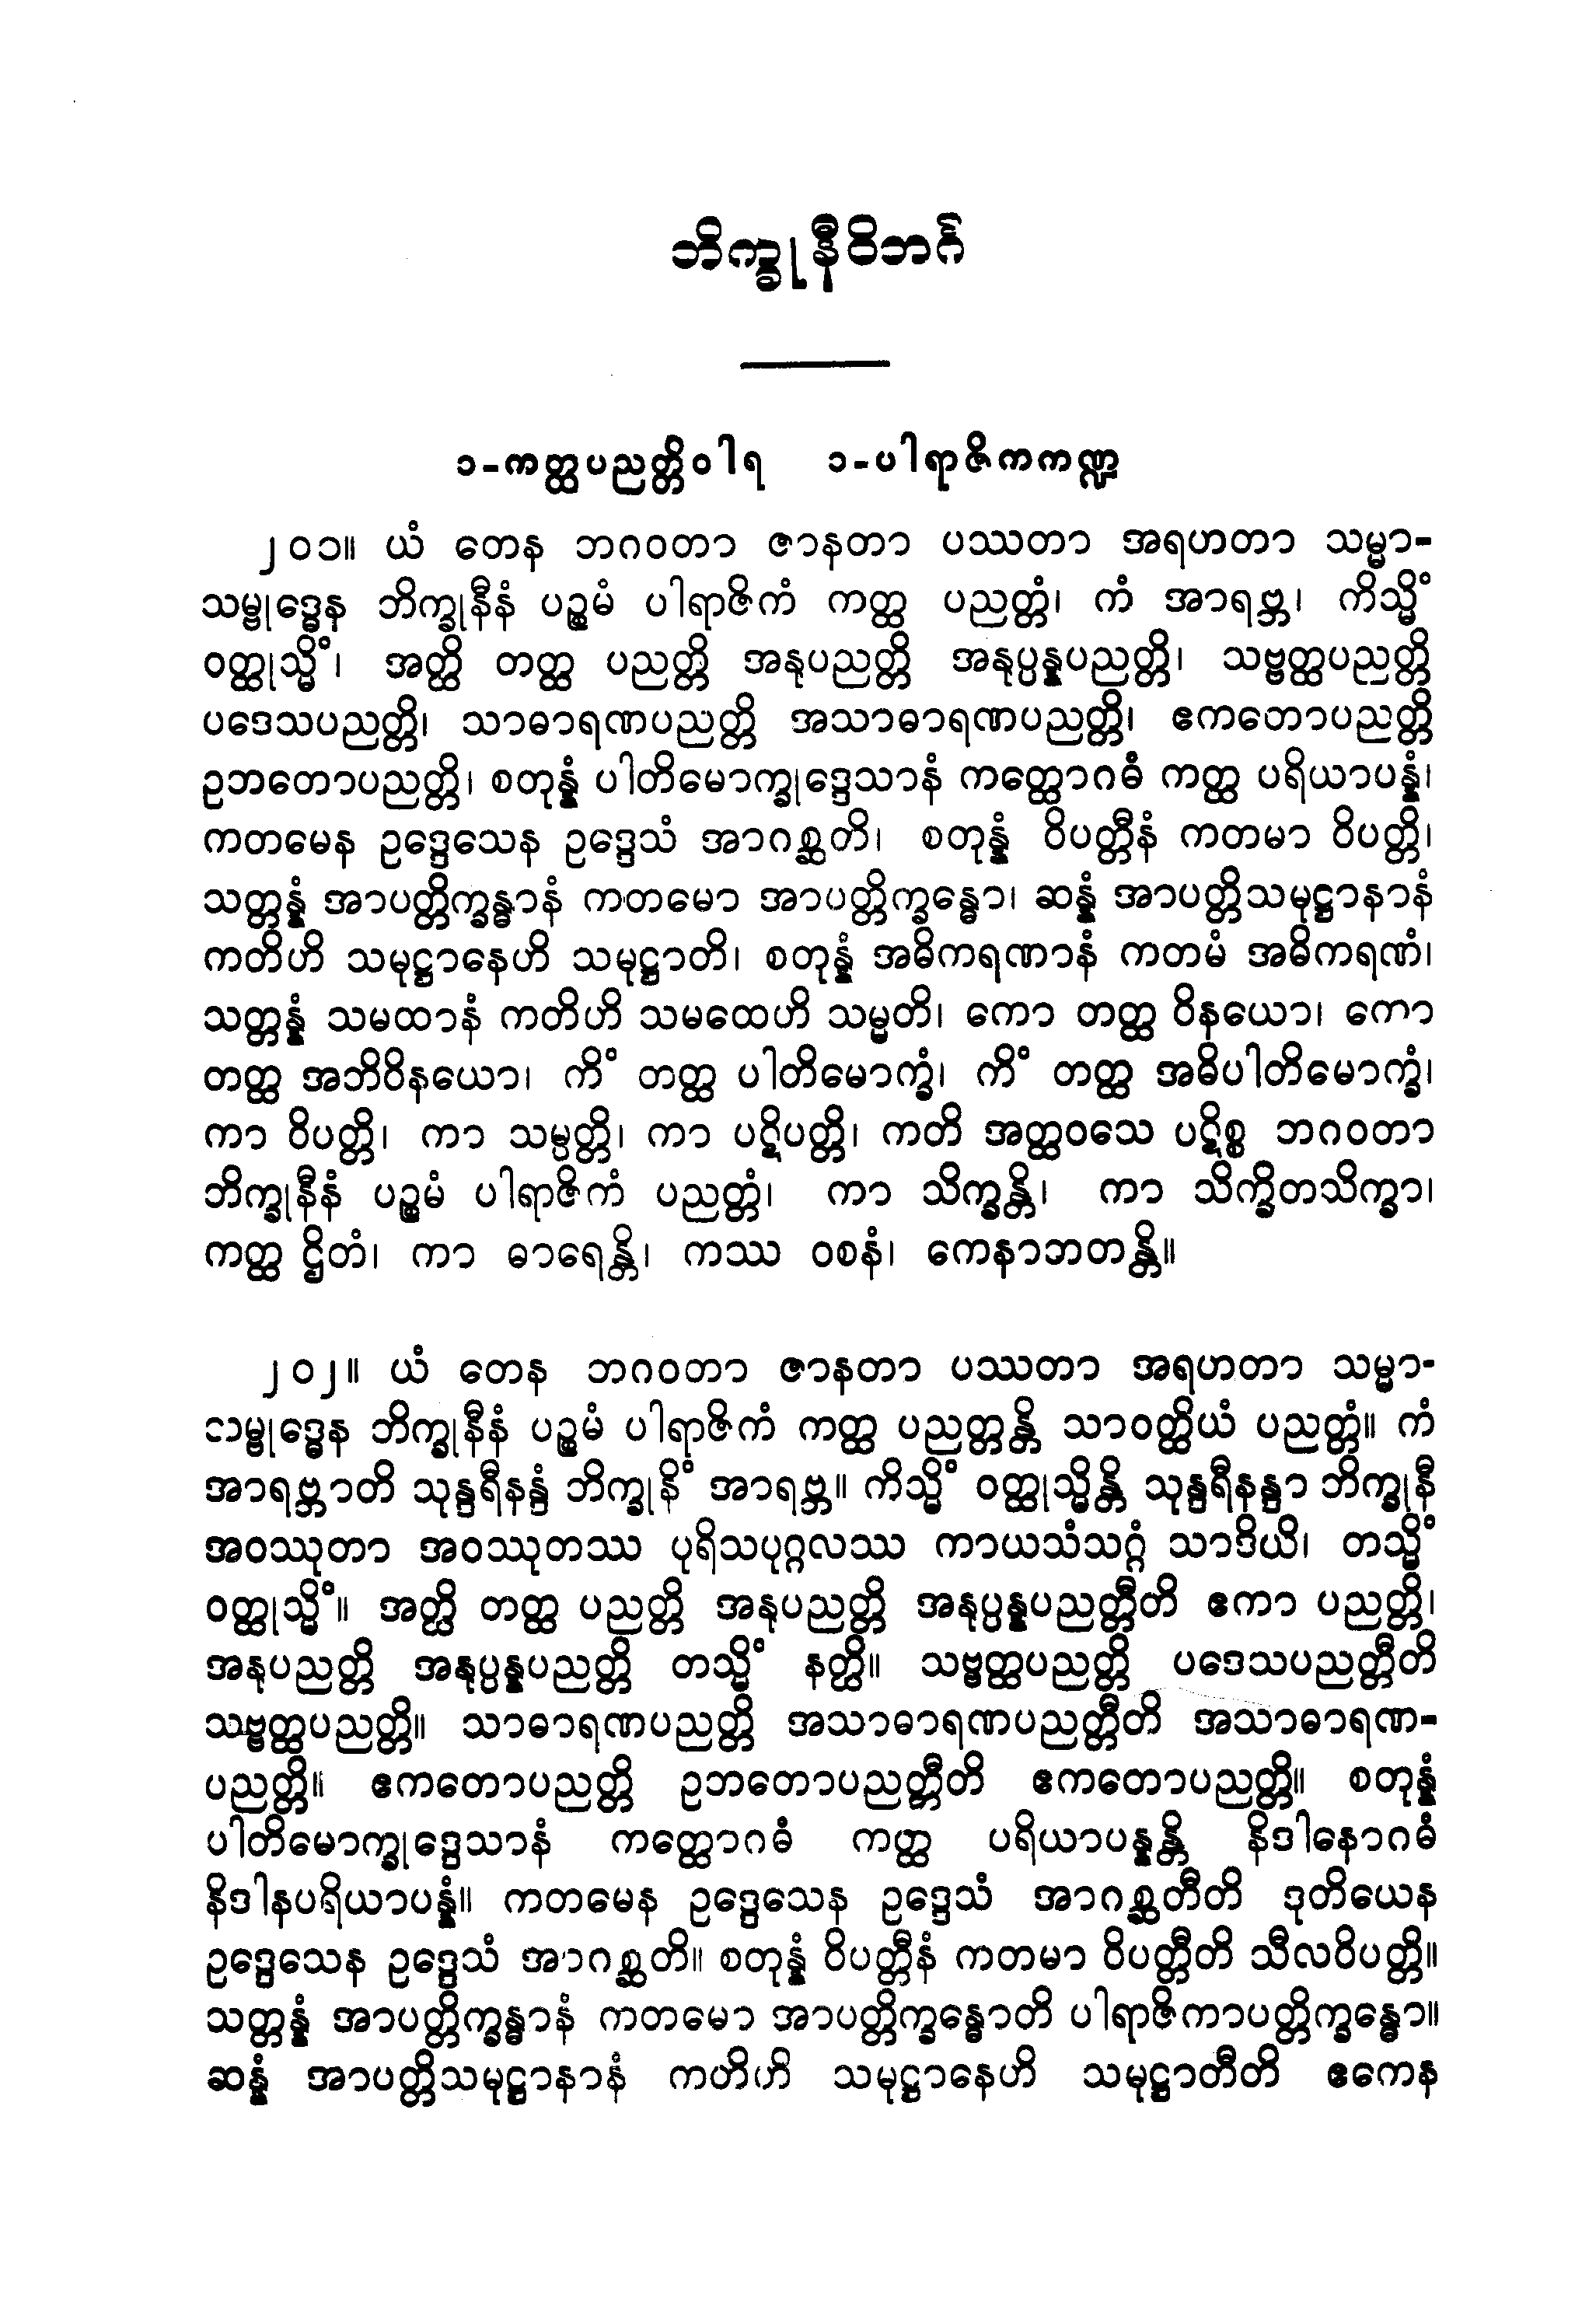 ဘိက္ခုနီဝိဘင်္ဂ
၁-ကတ္ထပညတ္တိဝါရ ၁-ပါရာဇိကကဏ္ဍ
၂၀၁။ ယံ တေန ဘဂဝတာ ဇာနတာ ပဿတာ အရဟတာ သမ္မာ-
သမ္ဗုဒ္ဓေန ဘိက္ခုနီနံ ပဉ္စမံ ပါရာဇိကံ ကတ္ထ ပညတ္တံ၊ ကံ အာရဗ္ဘ၊ ကိသ္မိံ
ဝတ္ထုသ္မိံ၊ အတ္ထိ တတ္ထ ပညတ္တိ အနုပညတ္တိ အနုပ္ပန္နပညတ္တိ၊ သဗ္ဗတ္ထပညတ္တိ
ပဒေသပညတ္တိ၊ သာဓာရဏပညတ္တိ အသာဓာရဏပညတ္တိ၊ ဧကတောပညတ္တိ
ဥဘတောပညတ္တိ၊ စတုန္နံ ပါတိမောက္ခုဒ္ဒေသာနံ ကတ္ထောဂဓံ ကတ္ထ ပရိယာပန္နံ၊
ကတမေန ဥဒ္ဒေသေန ဥဒ္ဒေသံ အာဂစ္ဆတိ၊ စတုန္နံ ဝိပတ္တီနံ ကတမာ ဝိပတ္တိ၊
သတ္တန္နံ အာပတ္တိက္ခန္ဓာနံ ကတမော အာပတ္တိက္ခန္ဓော၊ ဆန္နံ အာပတ္တိသမုဋ္ဌာနာနံ
ကတိဟိ သမုဋ္ဌာနေဟိ သမုဋ္ဌာတိ၊ စတုန္နံ အဓိကရဏာနံ ကတမံ အဓိကရဏံ၊
သတ္တန္နံ သမထာနံ ကတိဟိ သမထေဟိ သမ္မတိ၊ ကော တတ္ထ ဝိနယော၊ ကော
တတ္ထ အဘိဝိနယော၊ ကိံ တတ္ထ ပါတိမောက္ခံ၊ ကိံ တတ္ထ အဓိပါတိမောက္ခံ၊
ကာ ဝိပတ္တိ၊ ကာ သမ္ပတ္တိ၊ ကာ ပဋိပတ္တိ၊ ကတိ အတ္ထဝသေ ပဋိစ္စ ဘဂဝတာ
ဘိက္ခုနီနံ ပဉ္စမံ ပါရာဇိကံ ပညတ္တံ၊ ကာ သိက္ခန္တိ၊ ကာ သိက္ခိတသိက္ခာ၊
ကတ္ထ ဌိတံ၊ ကာ ဓာရေန္တိ၊ ကဿ ဝစနံ၊ ကေနာဘတန္တိ။
၂၀၂။ ယံ တေန ဘဂဝတာ ဇာနတာ ပဿတာ အရဟတာ သမ္မာ-
သမ္ဗုဒ္ဓေန ဘိက္ခုနီနံ ပဉ္စမံ ပါရာဇိကံ ကတ္ထ ပညတ္တန္တိ သာဝတ္ထိယံ ပညတ္တံ။ ကံ
အာရဗ္ဘာတိ သုန္ဒရီနန္ဒံ ဘိက္ခုနိံ အာရဗ္ဘ။ ကိသ္မိံ ဝတ္ထုသ္မိန္တိ သုန္ဒရီနန္ဒာ ဘိက္ခုနီ
အဝဿုတာ အဝဿုတဿ ပုရိသပုဂ္ဂလဿ ကာယသံသဂ္ဂံ သာဒိယိ၊ တသ္မိံ
ဝတ္ထုသ္မိံ။ အတ္ထိ တတ္ထ ပညတ္တိ အနုပညတ္တိ အနုပ္ပန္နပညတ္တီတိ ဧကာ ပညတ္တိ၊
အနုပညတ္တိ အနုပ္ပန္နပညတ္တိ တသ္မိံ နတ္ထိ။ သဗ္ဗတ္ထပညတ္တိ ပဒေသပညတ္တီတိ
သဗ္ဗတ္ထပညတ္တိ။ သာဓာရဏပညတ္တိ အသာဓာရဏပညတ္တီတိ အသာဓာရဏ-
ပညတ္တိ။ ဧကတောပညတ္တိ ဥဘတောပညတ္တီတိ ဧကတောပညတ္တိ။ စတုန္နံ
ပါတိမောက္ခုဒ္ဒေသာနံ ကတ္ထောဂဓံ ကတ္ထ ပရိယာပန္နန္တိ နိဒါနောဂဓံ
နိဒါနပရိယာပန္နံ။ ကတမေန ဥဒ္ဒေသေန ဥဒ္ဒေသံ အာဂစ္ဆတီတိ ဒုတိယေန
ဥဒ္ဒေသေန ဥဒ္ဒေသံ အာဂစ္ဆတိ။ စတုန္နံ ဝိပတ္တီနံ ကတမာ ဝိပတ္တီတိ သီလဝိပတ္တိ။
သတ္တန္နံ အာပတ္တိက္ခန္ဓာနံ ကတမော အာပတ္တိက္ခန္ဓောတိ ပါရာဇိကာပတ္တိက္ခန္ဓော။
ဆန္နံ အာပတ္တိသမုဋ္ဌာနာနံ ကတိဟိ သမုဋ္ဌာနေဟိ သမုဋ္ဌာတီတိ ဧကေန